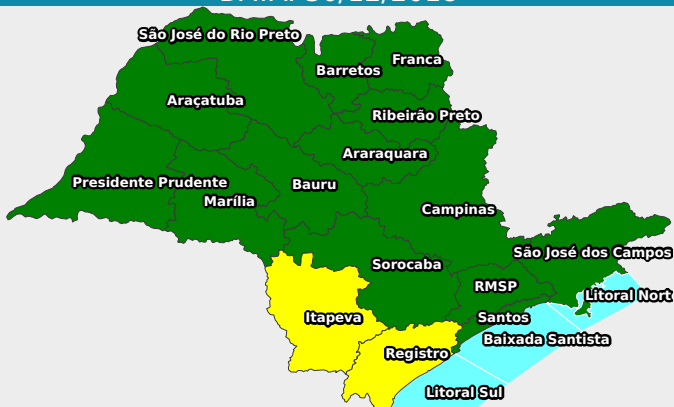 São José do Rio Preto
Franca
Barretos
Araçatuba
Ribeirão Preto
Araraquara
Presidente Prudente
Bauru
Marília
Campinas
São José dos Campos
Sorocaba
RMSP
Litoral Nort
Itapeva
Santos
Baixada Santista
Registro
Litoral Sul